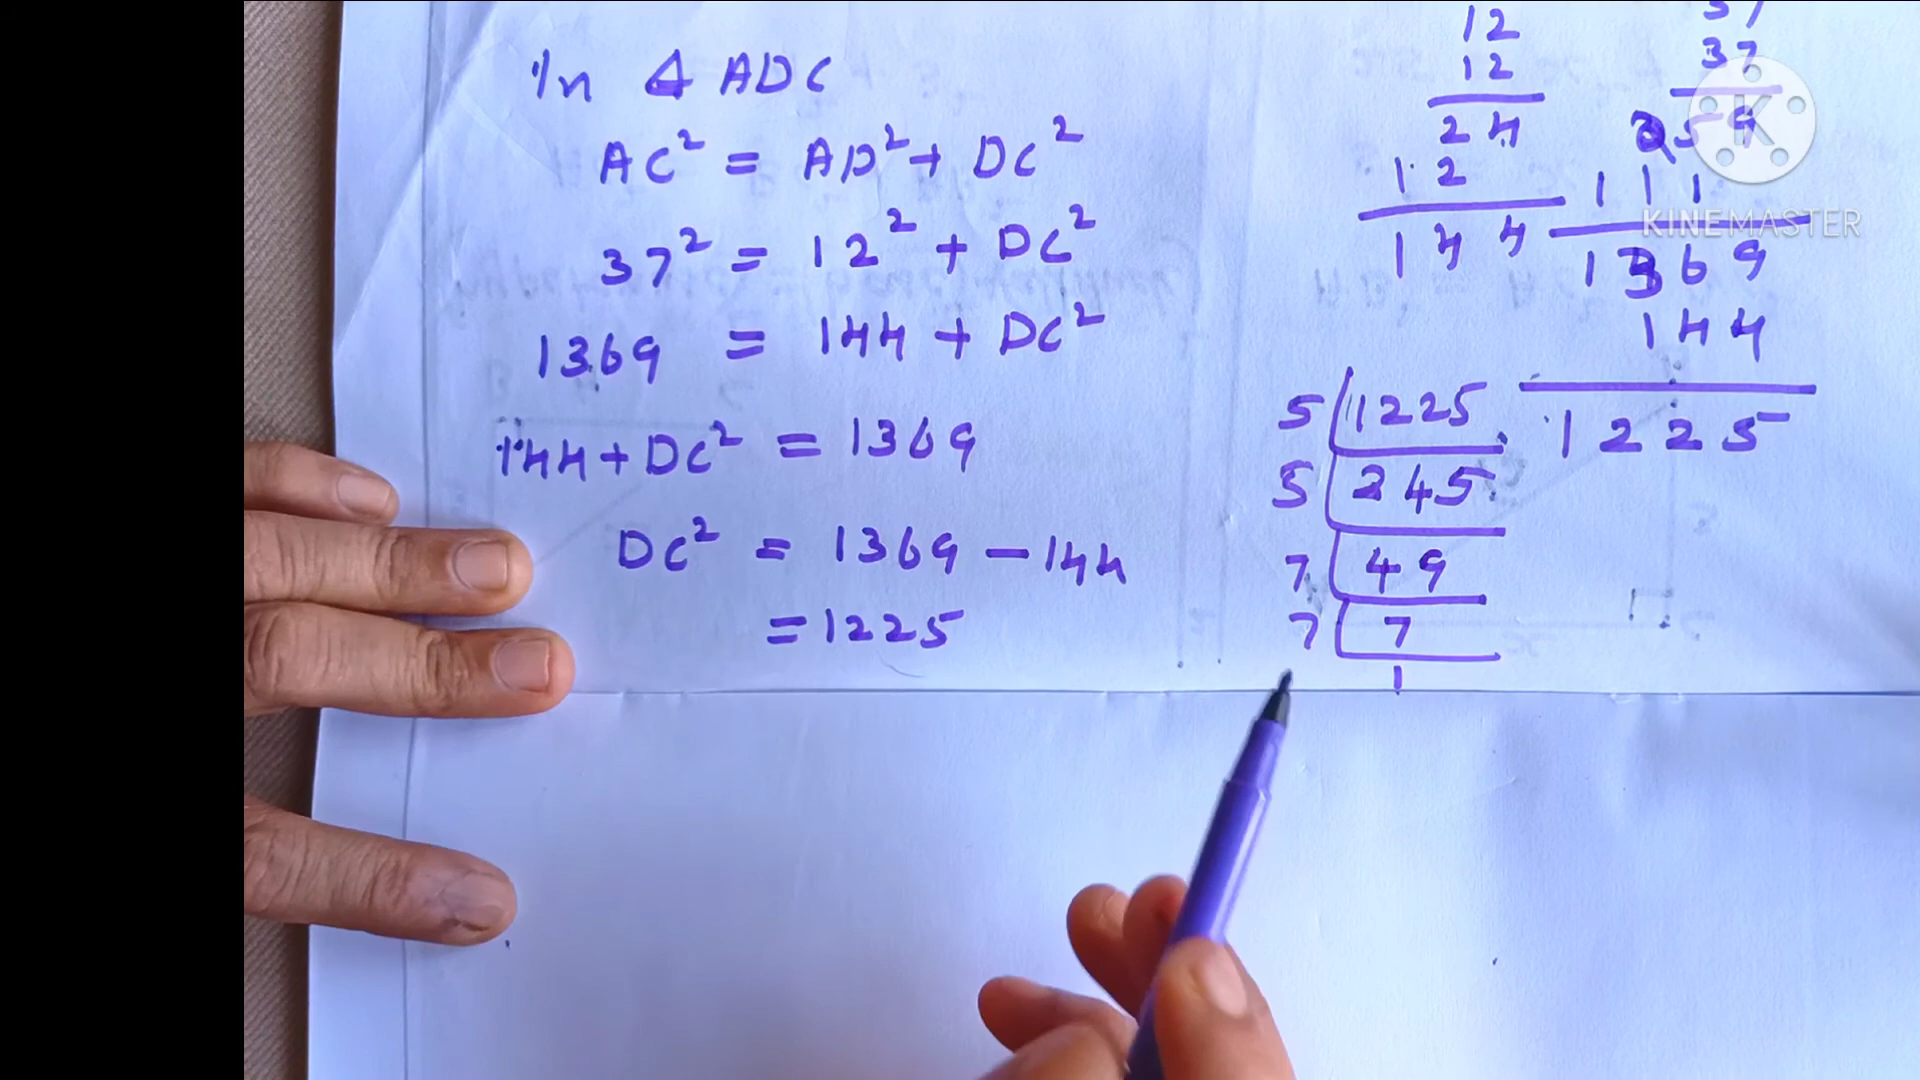 In △ ADC
AC² = AD² + DC²
37² = 12² + DC²
1369 = 144 + DC²
144 + DC² = 1369
DC² = 1369 - 144
= 1225
12
12
24
12
144
37
37
259
111
1369
144
1225
5 1225
5 245
7 49
7 7
1
K
KINEMASTER